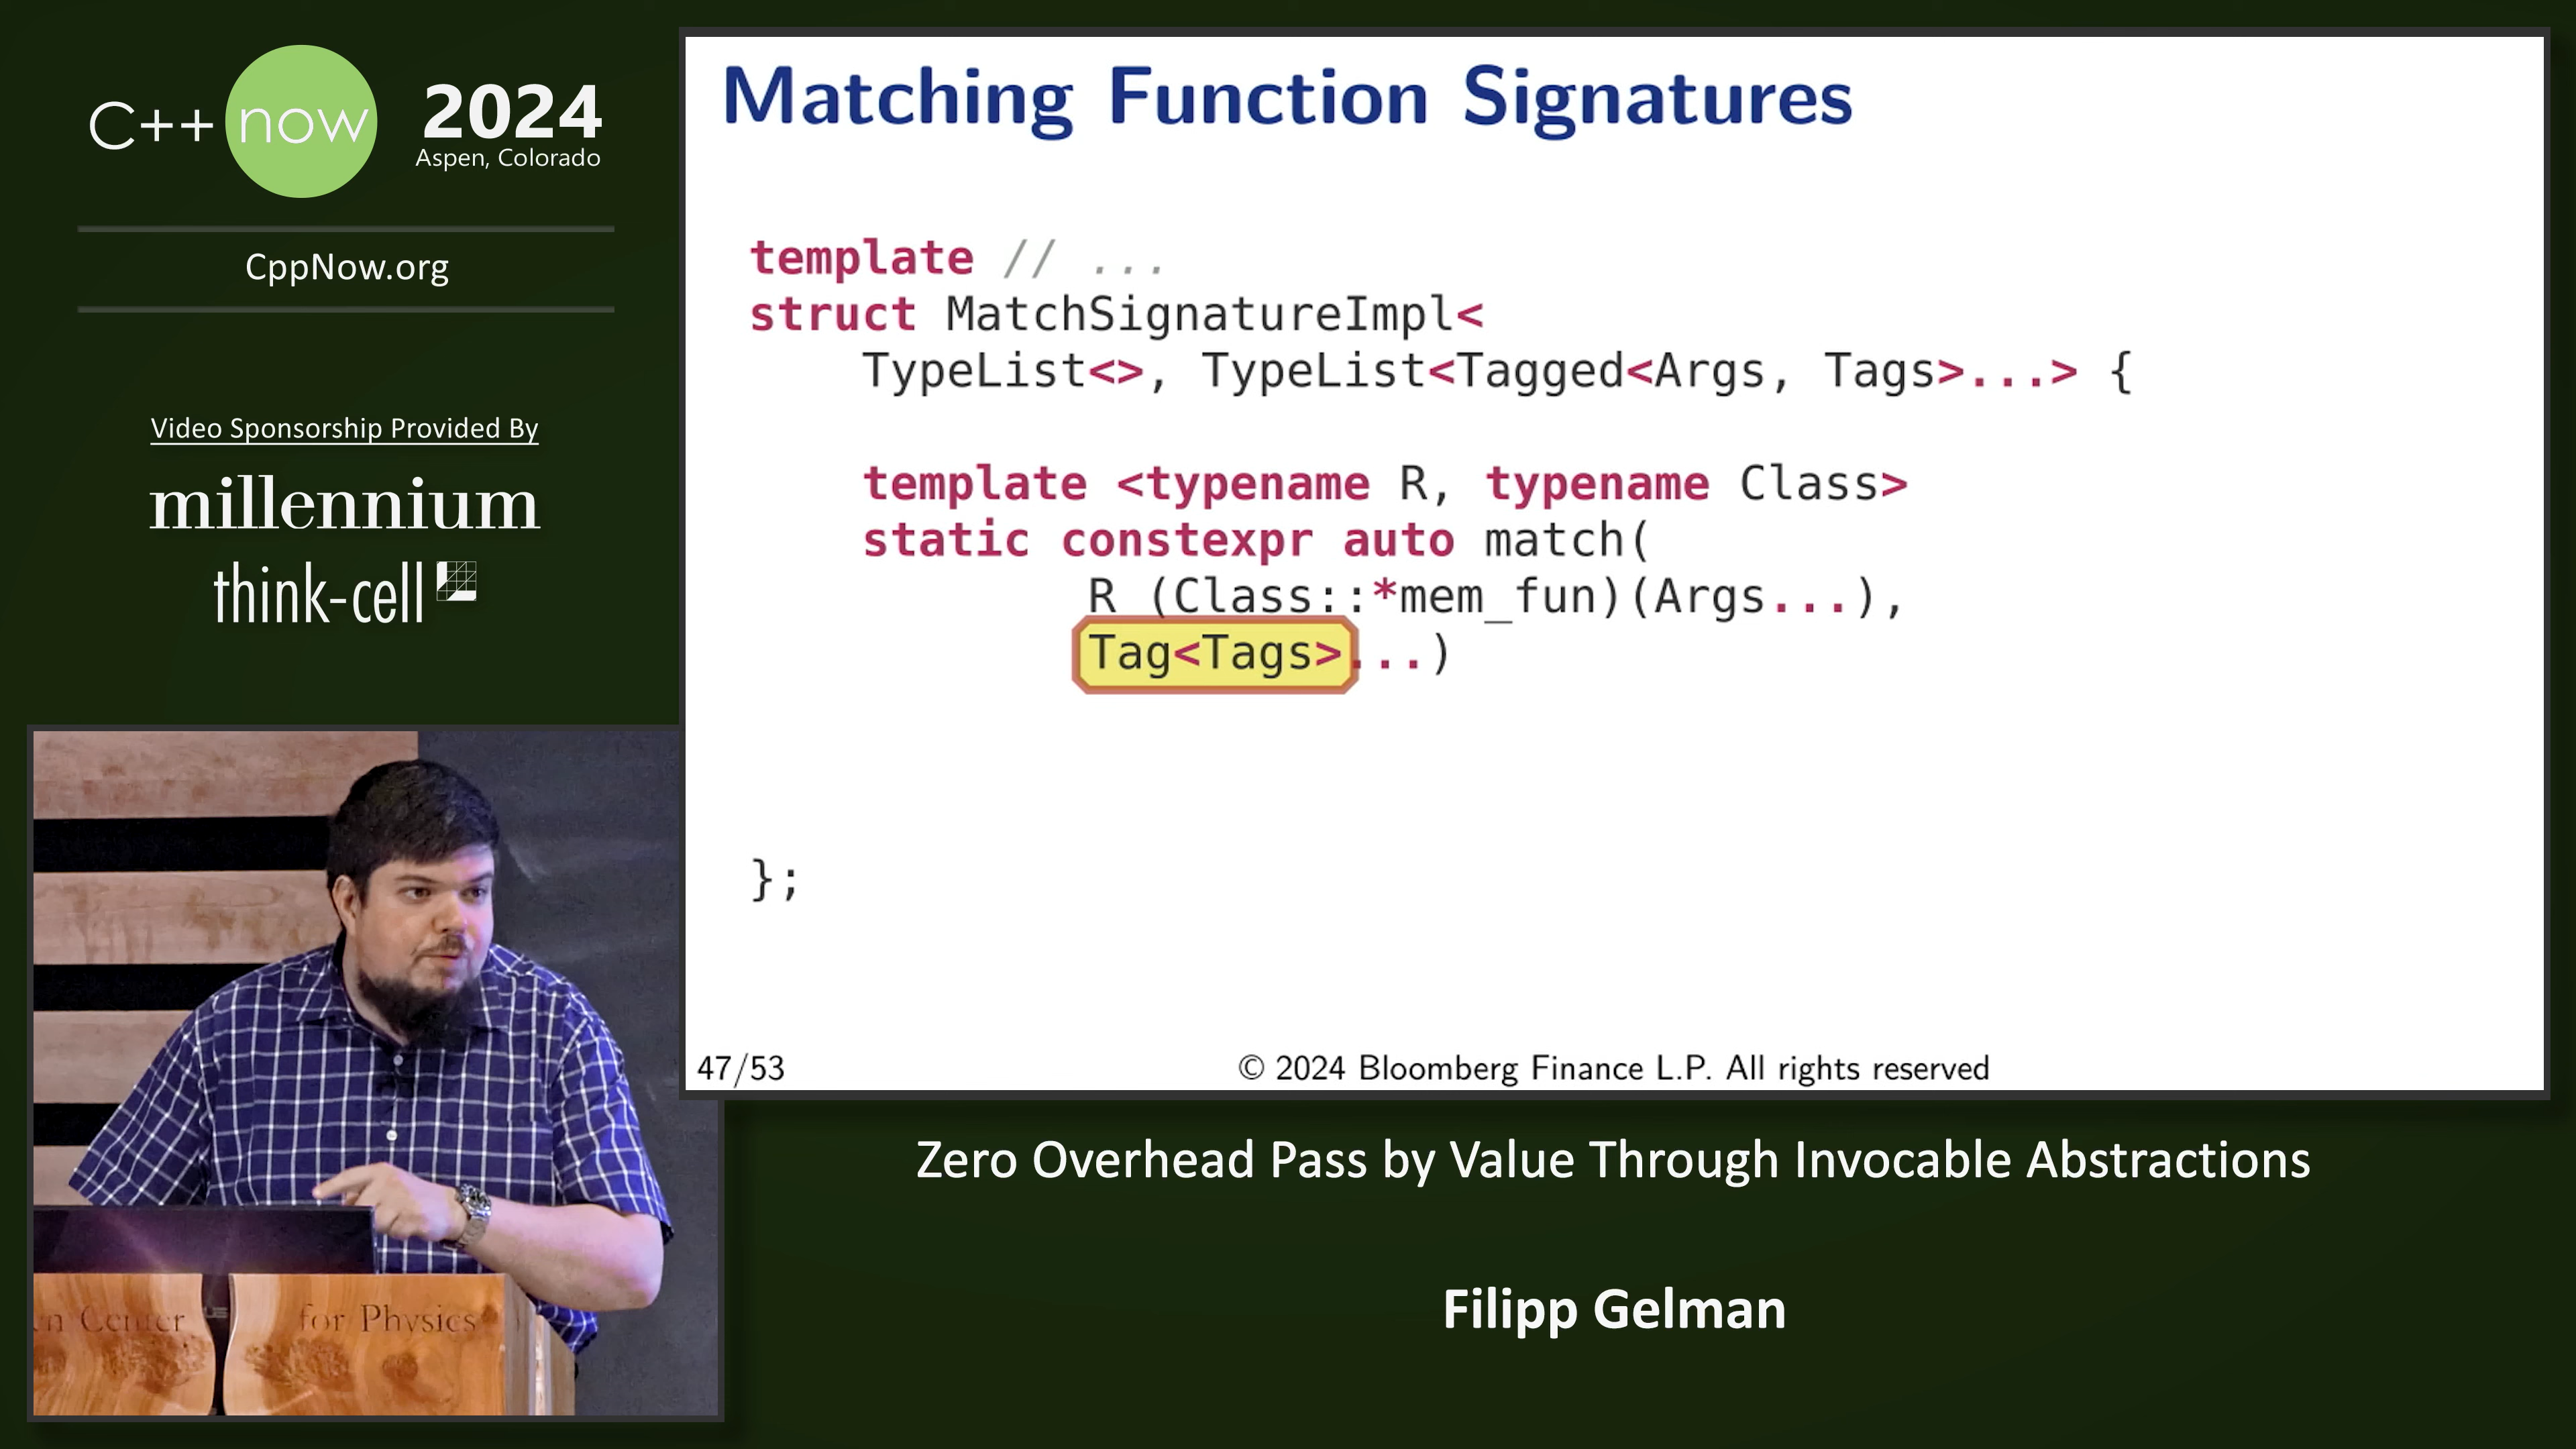 C++ now 2024
Aspen, Colorado
CppNow.org
Video Sponsorship Provided By
millennium
think-cell
Matching Function Signatures
template // ...
struct MatchSignatureImpl<
TypeList<>, TypeList<Tagged<Args, Tags>...> {
template <typename R, typename Class>
static constexpr auto match(
R (Class::*mem_fun)(Args...),
Tag<Tags>...)
};
47/53
© 2024 Bloomberg Finance L.P. All rights reserved
Center
for Physics
Zero Overhead Pass by Value Through Invocable Abstractions
Filipp Gelman